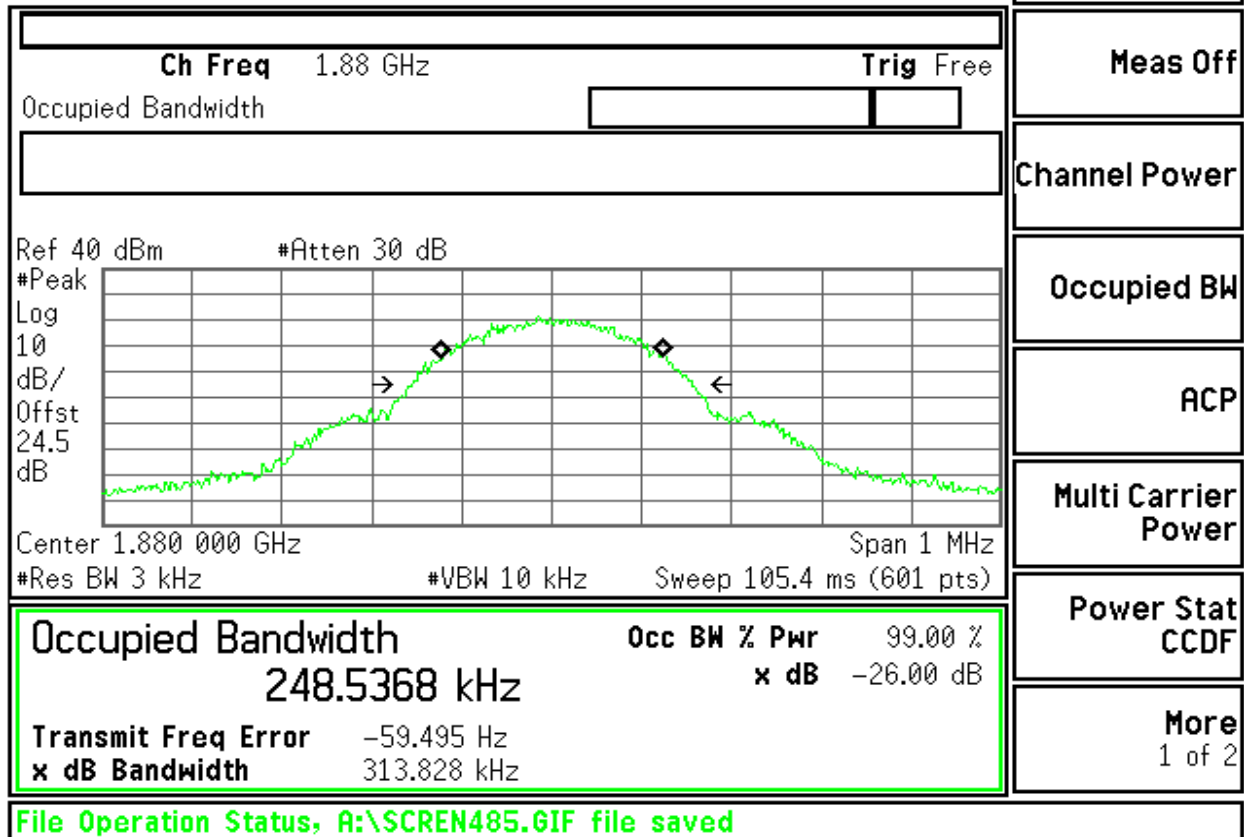 Ch Freq 1.88 GHz Trig Free
Occupied Bandwidth
Ref 40 dBm #Atten 30 dB
#Peak
Log
10
dB/
Offst
24.5
dB
Center 1.880 000 GHz Span 1 MHz
#Res BW 3 kHz #VBW 10 kHz Sweep 105.4 ms (601 pts)
Occupied Bandwidth
248.5368 kHz
Occ BW % Pwr 99.00 %
x dB -26.00 dB
Transmit Freq Error -59.495 Hz
x dB Bandwidth 313.828 kHz
File Operation Status, A:\SCREN485.GIF file saved
Meas Off
Channel Power
Occupied BW
ACP
Multi Carrier
Power
Power Stat
CCDF
More
1 of 2